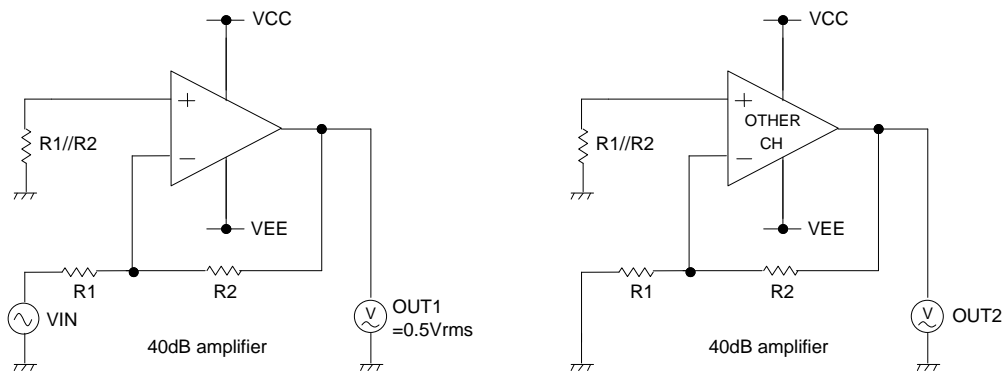 VCC
+
R1//R2
−
VEE
R1
R2
VIN
V
OUT1
=0.5Vrms
40dB amplifier
VCC
+
OTHER
CH
R1//R2
−
VEE
R1
R2
V
OUT2
40dB amplifier